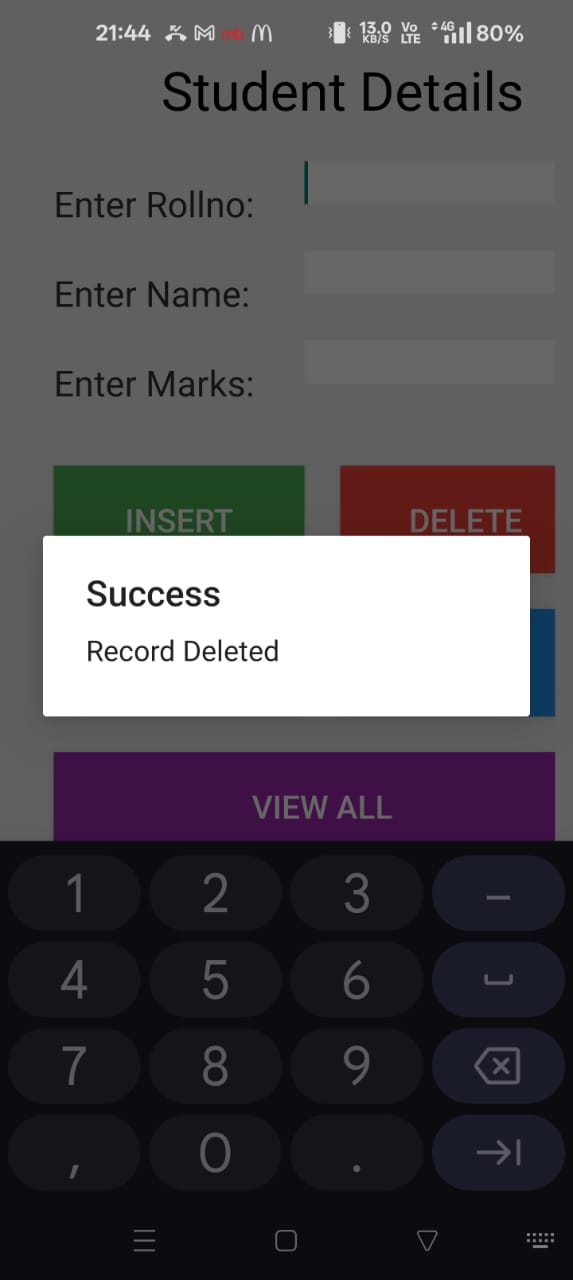 21:44 mb 13.0 KB/S Vo LTE 4G 80%
Student Details
Enter Rollno:
Enter Name:
Enter Marks:
INSERT DELETE
Success
Record Deleted
VIEW ALL
1 2 3 –
4 5 6
7 8 9
, 0 .